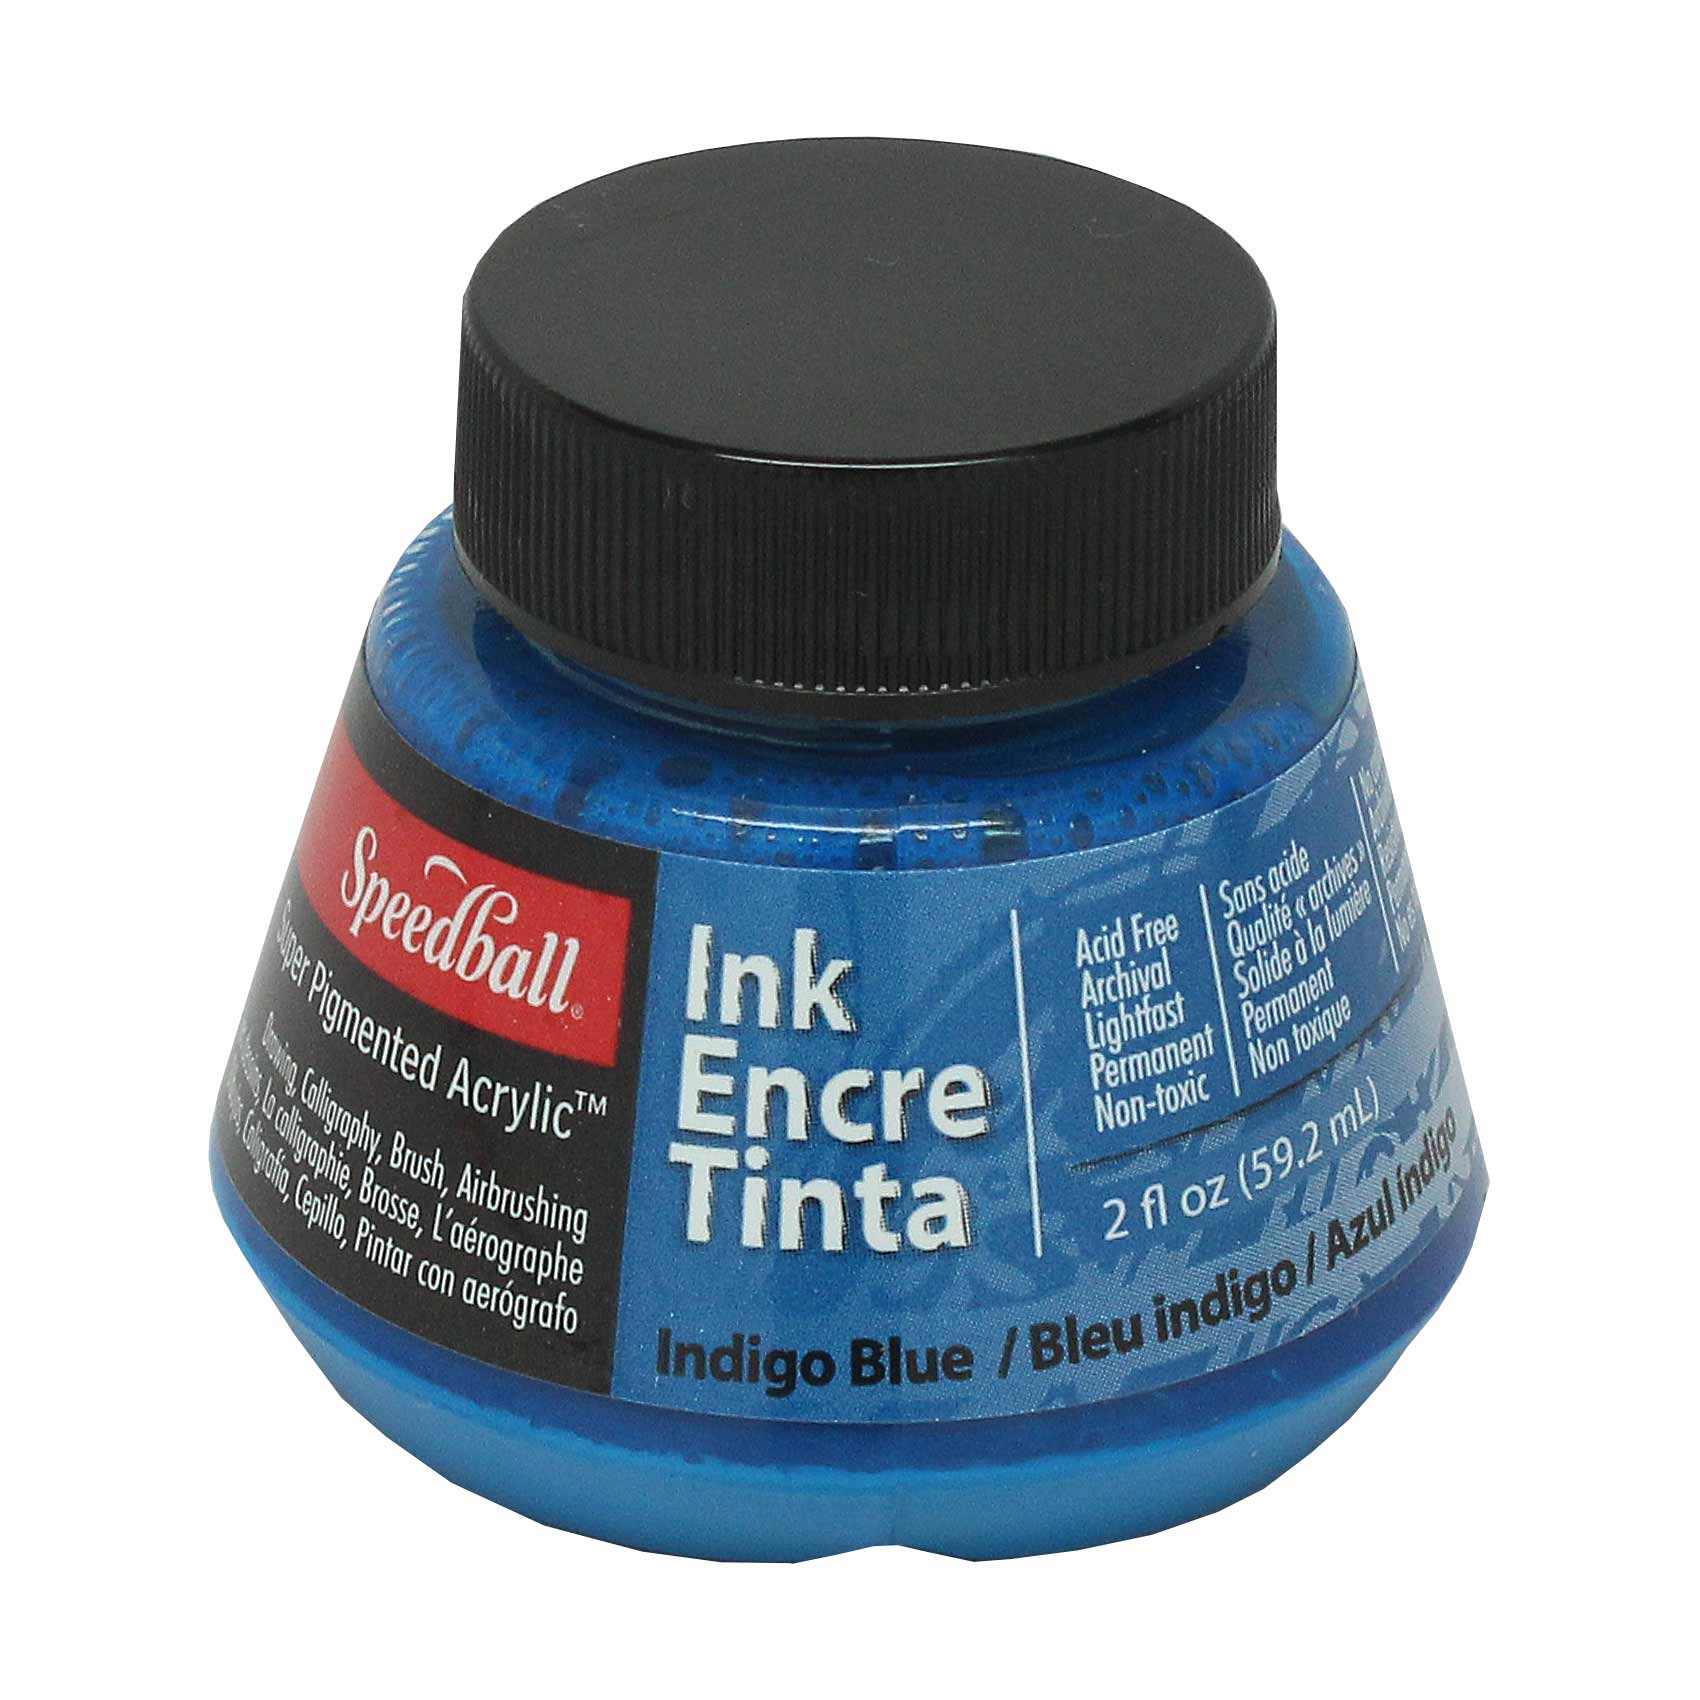 Speedball®
Super Pigmented Acrylic™
Drawing, Calligraphy, Brush, Airbrushing
La calligraphie, Brosse, L'aérographe
Caligrafía, Cepillo, Pintar con aerógrafo
Ink
Encre
Tinta
Acid Free
Archival
Lightfast
Permanent
Non-toxic
Sans acide
Qualité « archives »
Solide à la lumière
Permanent
Non toxique
2 fl oz (59.2 mL)
Indigo Blue / Bleu indigo / Azul índigo